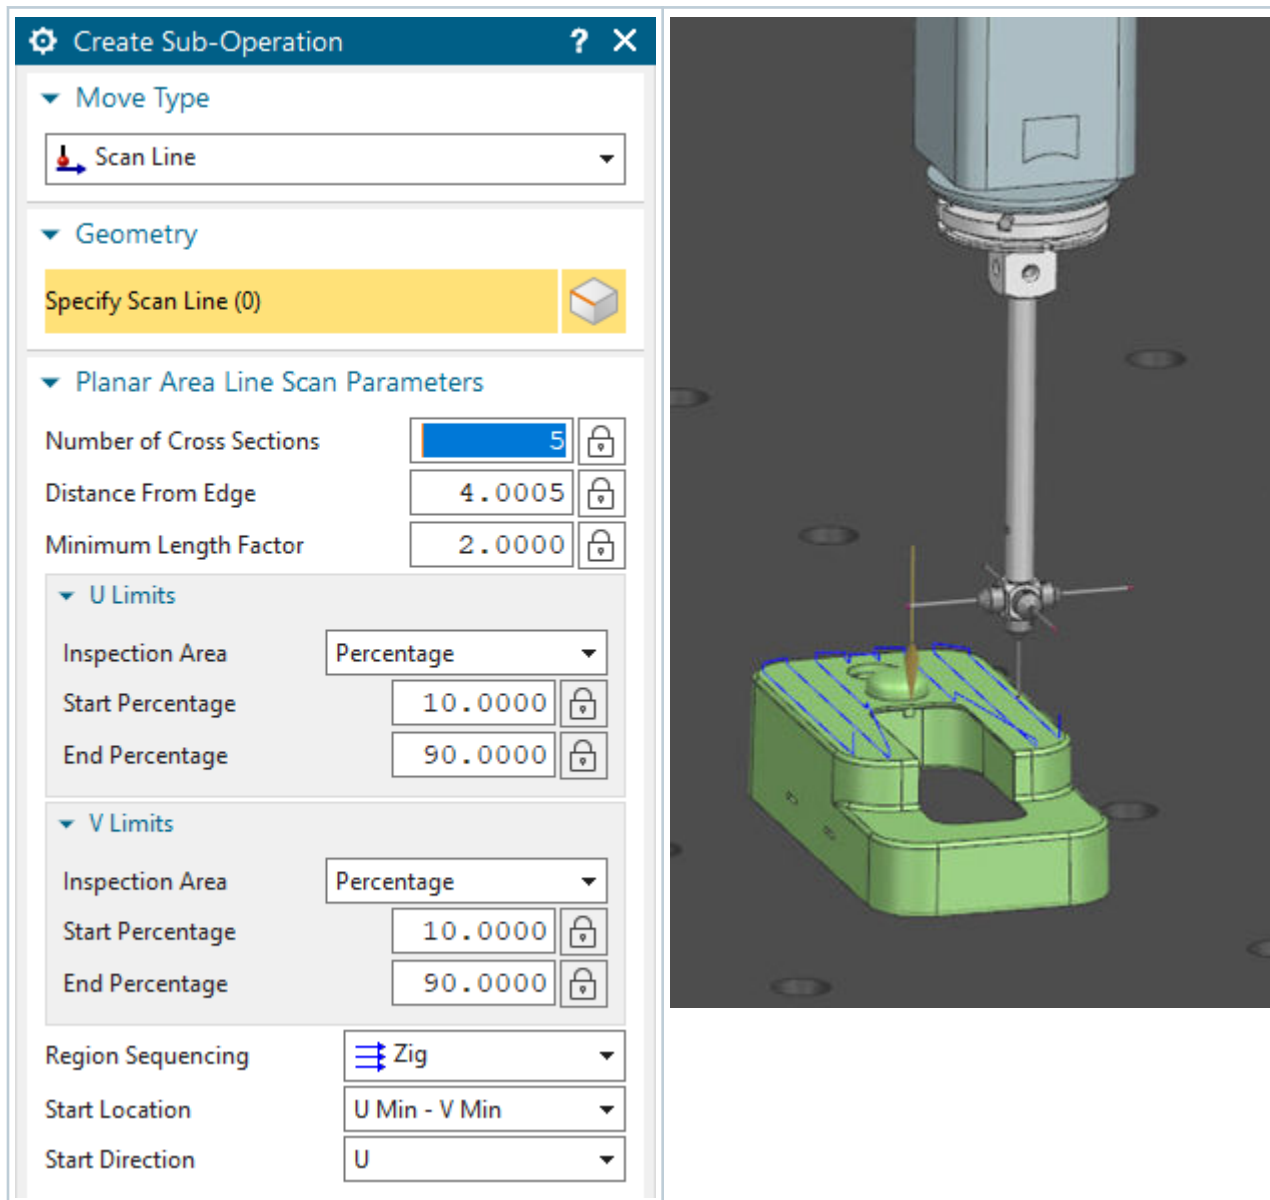 Create Sub-Operation ? X
Move Type
Scan Line
Geometry
Specify Scan Line (0)
Planar Area Line Scan Parameters
Number of Cross Sections 5
Distance From Edge 4.0005
Minimum Length Factor 2.0000
U Limits
Inspection Area Percentage
Start Percentage 10.0000
End Percentage 90.0000
V Limits
Inspection Area Percentage
Start Percentage 10.0000
End Percentage 90.0000
Region Sequencing Zig
Start Location U Min - V Min
Start Direction U